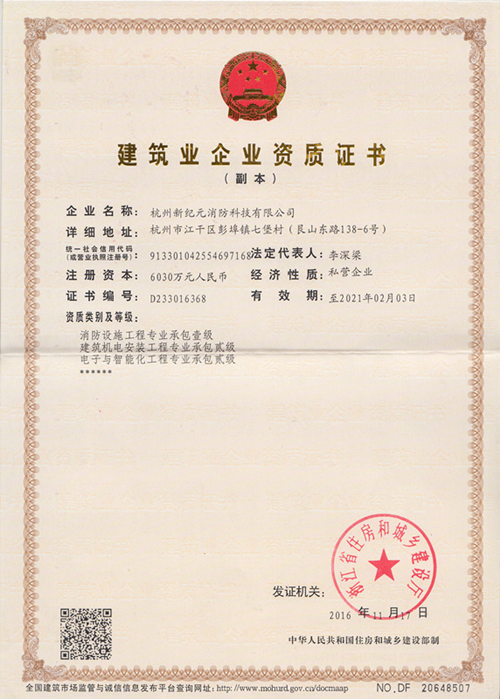 建筑业企业资质证书
（副本）
企业名称：杭州新纪元消防科技有限公司
详细地址：杭州市江干区彭埠镇七堡村（艮山东路138-6号）
统一社会信用代码（或营业执照注册号）：913301042554697168 法定代表人：李深梁
注册资本：6030万元人民币 经济性质：私营企业
证书编号：D233016368 有效期：至2021年02月03日
资质类别及等级：
消防设施工程专业承包壹级
建筑机电安装工程专业承包贰级
电子与智能化工程专业承包贰级
******
浙江省住房和城乡建设厅
发证机关：
2016 年 11 月 17 日
中华人民共和国住房和城乡建设部制
全国建筑市场监管与诚信信息发布平台查询网址：http://www.mohurd.gov.cn/docmaap NO.DF 20648507